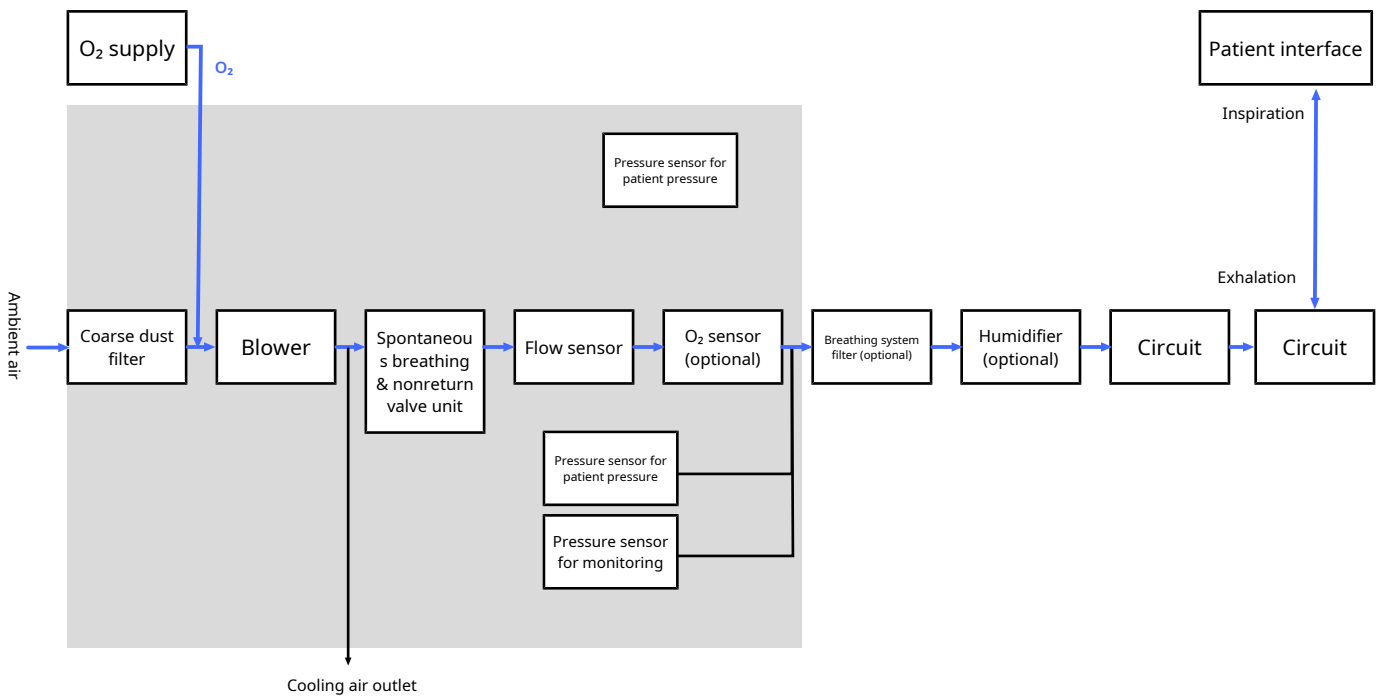 O₂ supply
O₂
Patient interface
Inspiration
Pressure sensor for
patient pressure
Exhalation
Ambient air
Coarse dust
filter
Blower
Spontaneou
s breathing
& nonreturn
valve unit
Flow sensor
O₂ sensor
(optional)
Breathing system
filter (optional)
Humidifier
(optional)
Circuit
Circuit
Pressure sensor for
patient pressure
Pressure sensor
for monitoring
Cooling air outlet